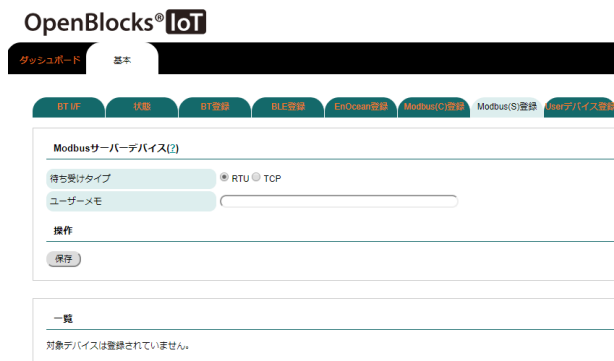 OpenBlocks® IoT
ダッシュボード 基本
BT I/F 状態 BT登録 BLE登録 EnOcean登録 Modbus(C)登録 Modbus(S)登録 Userデバイス登録
Modbusサーバーデバイス(?)
待ち受けタイプ RTU TCP
ユーザーメモ
操作
保存
一覧
対象デバイスは登録されていません。